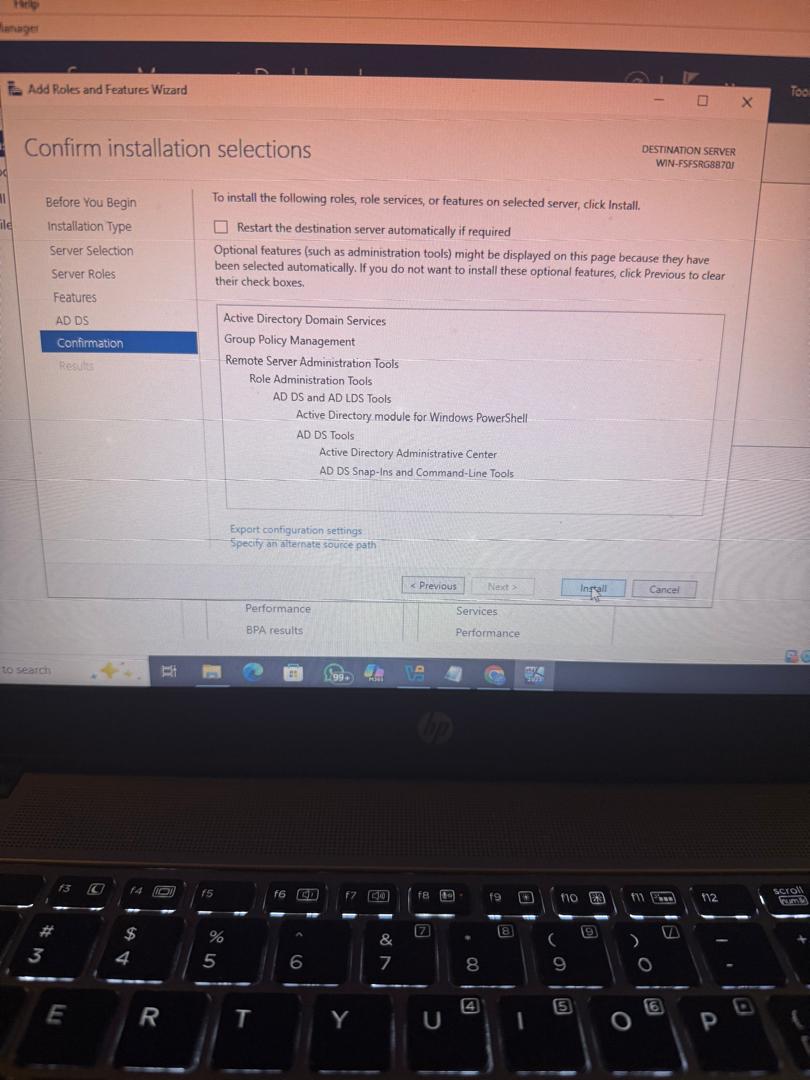 Help
Manager
Add Roles and Features Wizard
Confirm installation selections
DESTINATION SERVER
WIN-FSFSRG8870J
Before You Begin
Installation Type
Server Selection
Server Roles
Features
AD DS
Confirmation
Results
To install the following roles, role services, or features on selected server, click Install.
Restart the destination server automatically if required
Optional features (such as administration tools) might be displayed on this page because they have
been selected automatically. If you do not want to install these optional features, click Previous to clear
their check boxes.
Active Directory Domain Services
Group Policy Management
Remote Server Administration Tools
Role Administration Tools
AD DS and AD LDS Tools
Active Directory module for Windows PowerShell
AD DS Tools
Active Directory Administrative Center
AD DS Snap-Ins and Command-Line Tools
Export configuration settings
Specify an alternate source path
< Previous
Next >
Install
Cancel
Performance
BPA results
Services
Performance
to search
99+
hp
f3 f4 f5 f6 f7 f8 f9 f10 f11 f12 scroll
# $ % ^ & 7 * 8 ( 9 ) / _ +
3 4 5 6 7 8 9 0 -
E R T Y U 4 I 5 O 6 P * {